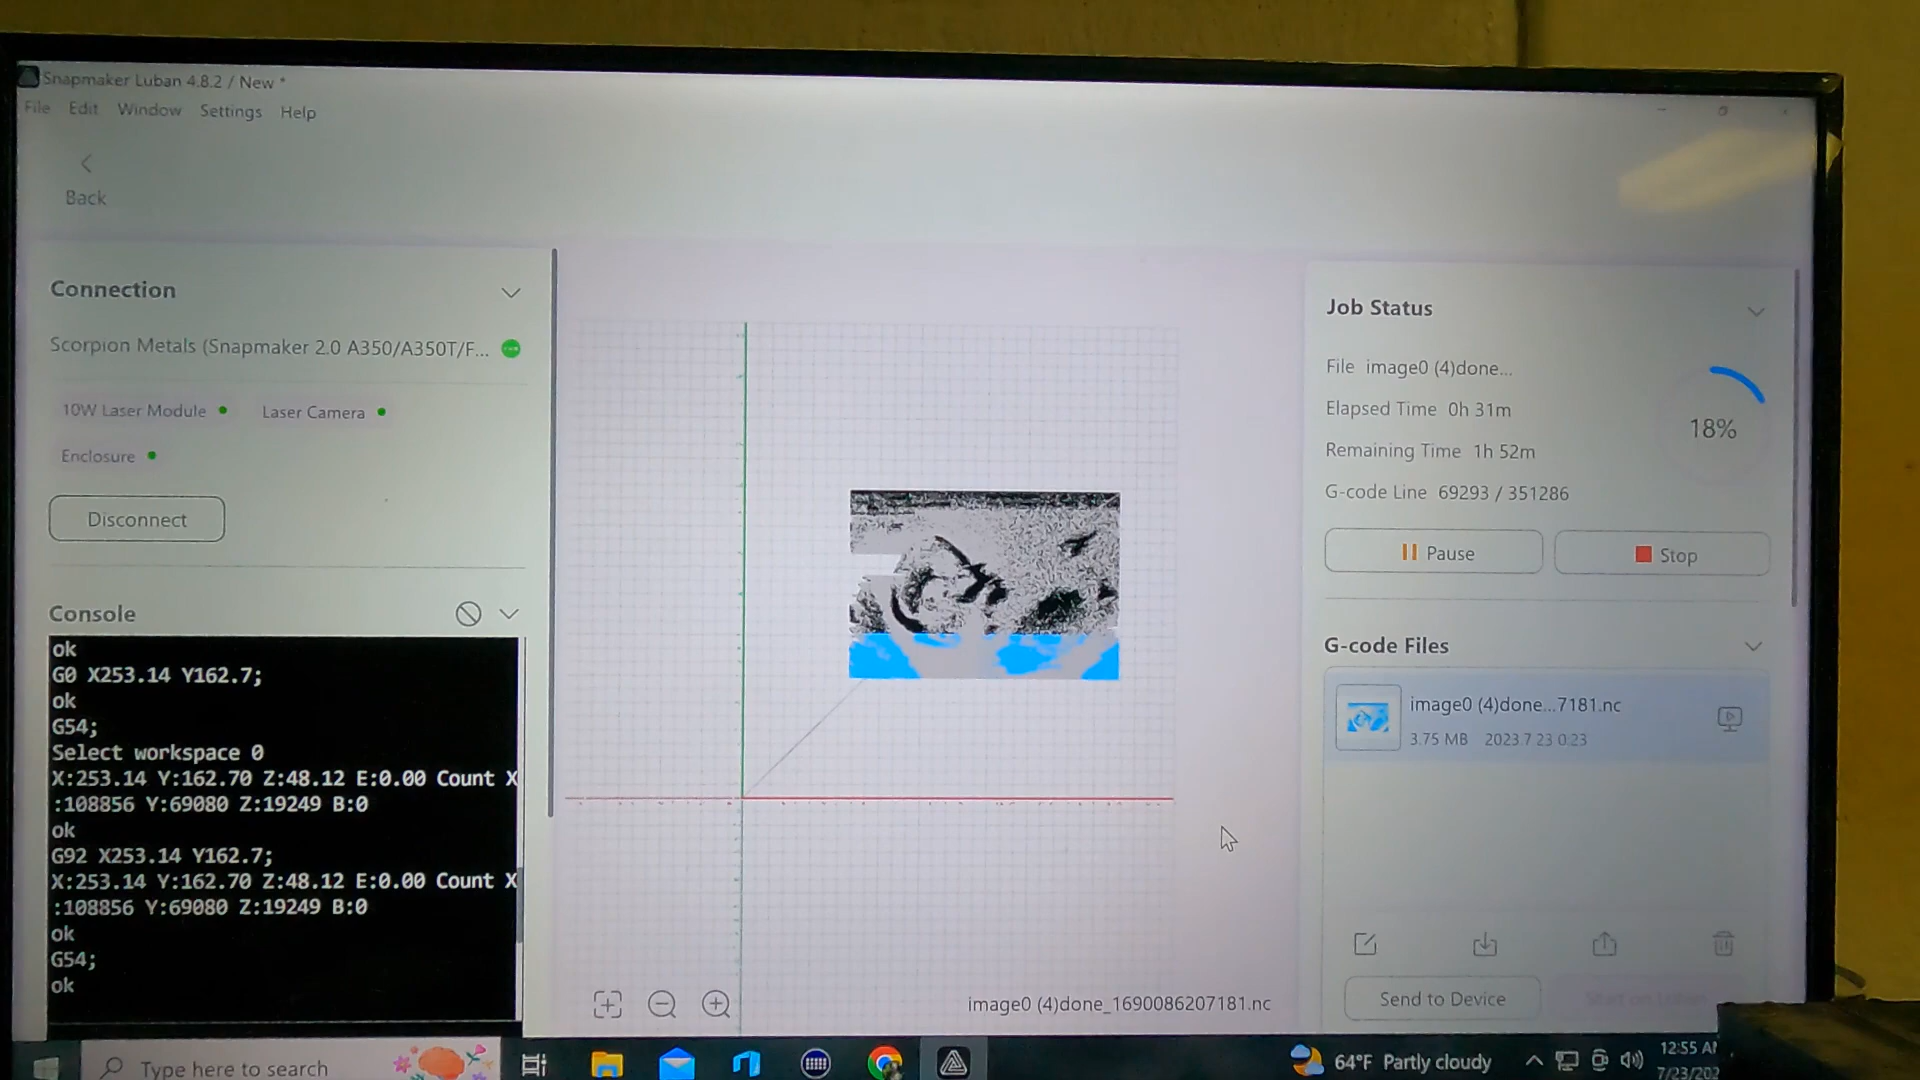 Snapmaker Luban 4.8.2 / New *
File Edit Window Settings Help
Back
Connection
Scorpion Metals (Snapmaker 2.0 A350/A350T/F...
10W Laser Module
Laser Camera
Enclosure
Disconnect
Console
ok
G0 X253.14 Y162.7;
ok
G54;
Select workspace 0
X:253.14 Y:162.70 Z:48.12 E:0.00 Count X
:108856 Y:69080 Z:19249 B:0
ok
G92 X253.14 Y162.7;
X:253.14 Y:162.70 Z:48.12 E:0.00 Count X
:108856 Y:69080 Z:19249 B:0
ok
G54;
ok
image0 (4)done_1690086207181.nc
Job Status
File image0 (4)done...
Elapsed Time 0h 31m
Remaining Time 1h 52m
G-code Line 69293 / 351286
18%
Pause
Stop
G-code Files
image0 (4)done...7181.nc
3.75 MB 2023.7.23 0:23
Send to Device
Type here to search
64°F Partly cloudy
12:55 AM
7/23/202